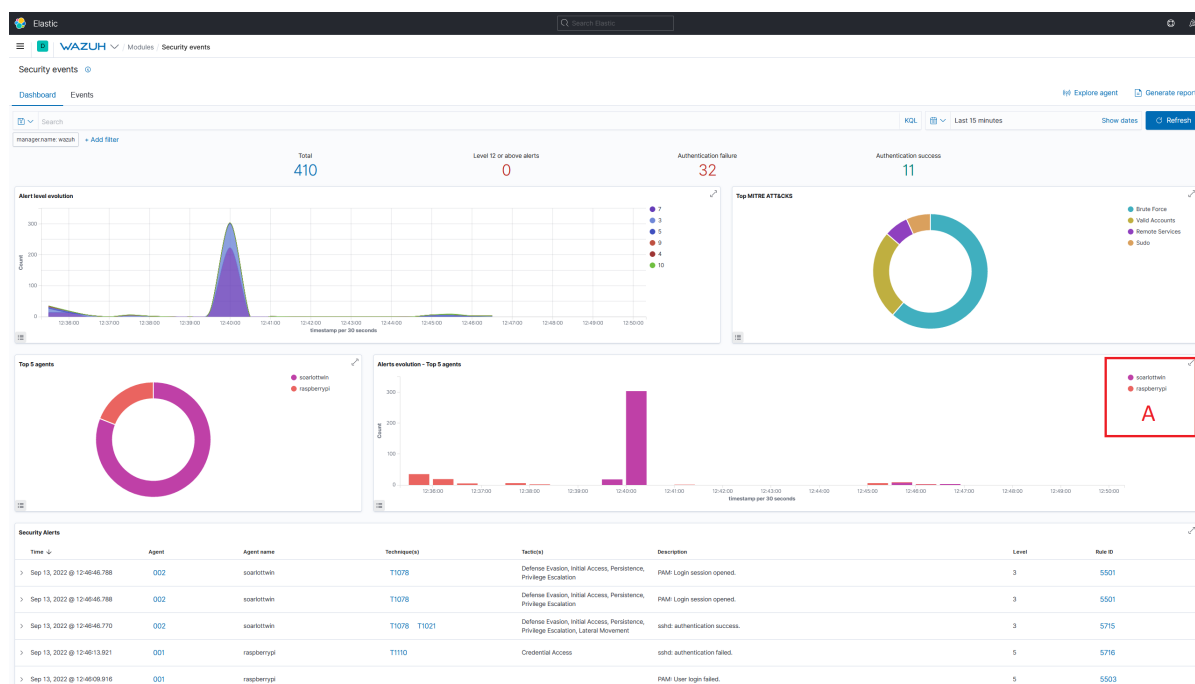 Elastic
Search Elastic
D WAZUH / Modules / Security events
Security events
Dashboard Events
Explore agent Generate report
Search KQL Last 15 minutes Show dates Refresh
manager.name: wazuh + Add filter
Total Level 12 or above alerts Authentication failure Authentication success
410 0 32 11
Alert level evolution
300
200
100
0
Count
12:36:00 12:37:00 12:38:00 12:39:00 12:40:00 12:41:00 12:42:00 12:43:00 12:44:00 12:45:00 12:46:00 12:47:00 12:48:00 12:49:00 12:50:00
timestamp per 30 seconds
7
3
5
9
4
10
Top MITRE ATT&CKS
Brute Force
Valid Accounts
Remote Services
Sudo
Top 5 agents
soarlottwin
raspberrypi
Alerts evolution - Top 5 agents
300
200
100
0
Count
12:36:00 12:37:00 12:38:00 12:39:00 12:40:00 12:41:00 12:42:00 12:43:00 12:44:00 12:45:00 12:46:00 12:47:00 12:48:00 12:49:00 12:50:00
timestamp per 30 seconds
soarlottwin
raspberrypi
A
Security Alerts
Time Agent Agent name Technique(s) Tactic(s) Description Level Rule ID
Sep 13, 2022 @ 12:46:46.788 002 soarlottwin T1078 Defense Evasion, Initial Access, Persistence, Privilege Escalation PAM: Login session opened. 3 5501
Sep 13, 2022 @ 12:46:46.788 002 soarlottwin T1078 Defense Evasion, Initial Access, Persistence, Privilege Escalation PAM: Login session opened. 3 5501
Sep 13, 2022 @ 12:46:46.770 002 soarlottwin T1078 T1021 Defense Evasion, Initial Access, Persistence, Privilege Escalation, Lateral Movement sshd: authentication success. 3 5715
Sep 13, 2022 @ 12:46:13.921 001 raspberrypi T1110 Credential Access sshd: authentication failed. 5 5716
Sep 13, 2022 @ 12:46:09.916 001 raspberrypi PAM: User login failed. 5 5503